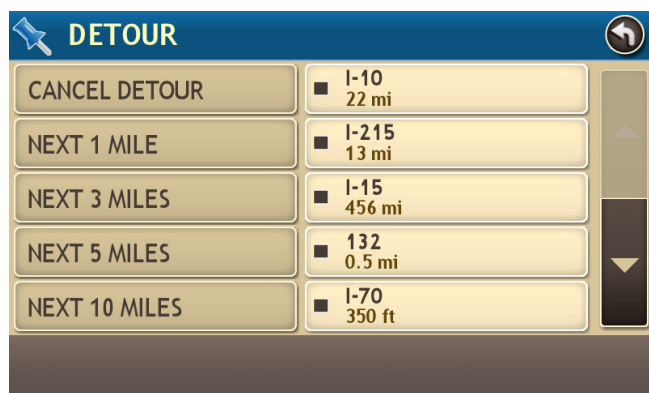 DETOUR
CANCEL DETOUR
I-10
22 mi
NEXT 1 MILE
I-215
13 mi
NEXT 3 MILES
I-15
456 mi
NEXT 5 MILES
132
0.5 mi
NEXT 10 MILES
I-70
350 ft